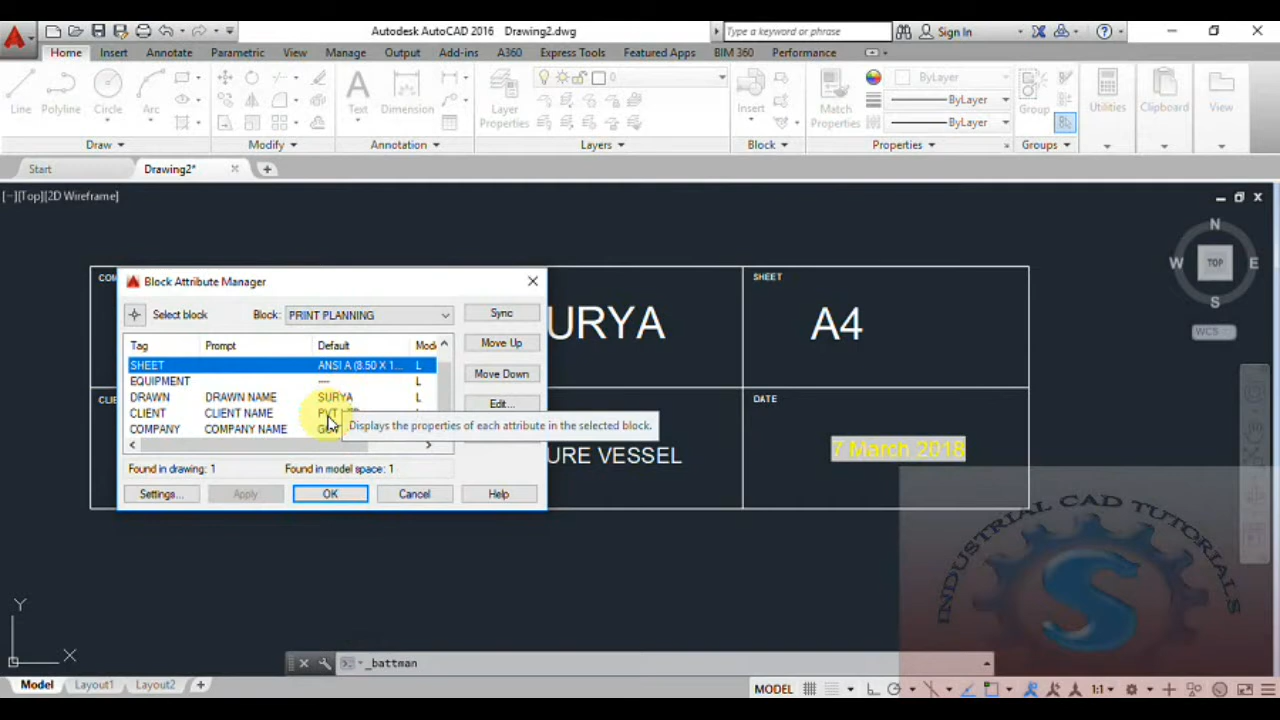 Autodesk AutoCAD 2016 Drawing2.dwg
Type a keyword or phrase
Sign In
Home Insert Annotate Parametric View Manage Output Add-ins A360 Express Tools Featured Apps BIM 360 Performance
0
ByLayer
Line Polyline Circle Arc Text Dimension Layer Properties Insert Match Properties ByLayer Group Utilities Clipboard View
ByLayer
Draw Modify Annotation Layers Block Properties Groups
Start Drawing2*
[−][Top][2D Wireframe]
N
W TOP E
S
WCS
SHEET
URYA A4
DATE
URE VESSEL 7 March 2018
Block Attribute Manager
Select block Block: PRINT PLANNING Sync
Tag Prompt Default Mod Move Up
SHEET ANSI A (8.50 X 1... L
EQUIPMENT ---- L Move Down
DRAWN DRAWN NAME SURYA L
CLIENT CLIENT NAME L Edit...
COMPANY COMPANY NAME
Displays the properties of each attribute in the selected block.
Found in drawing: 1 Found in model space: 1
Settings... Apply OK Cancel Help
INDUSTRIAL CAD TUTORIALS
S
Y
X
_battman
Model Layout1 Layout2
MODEL 1:1